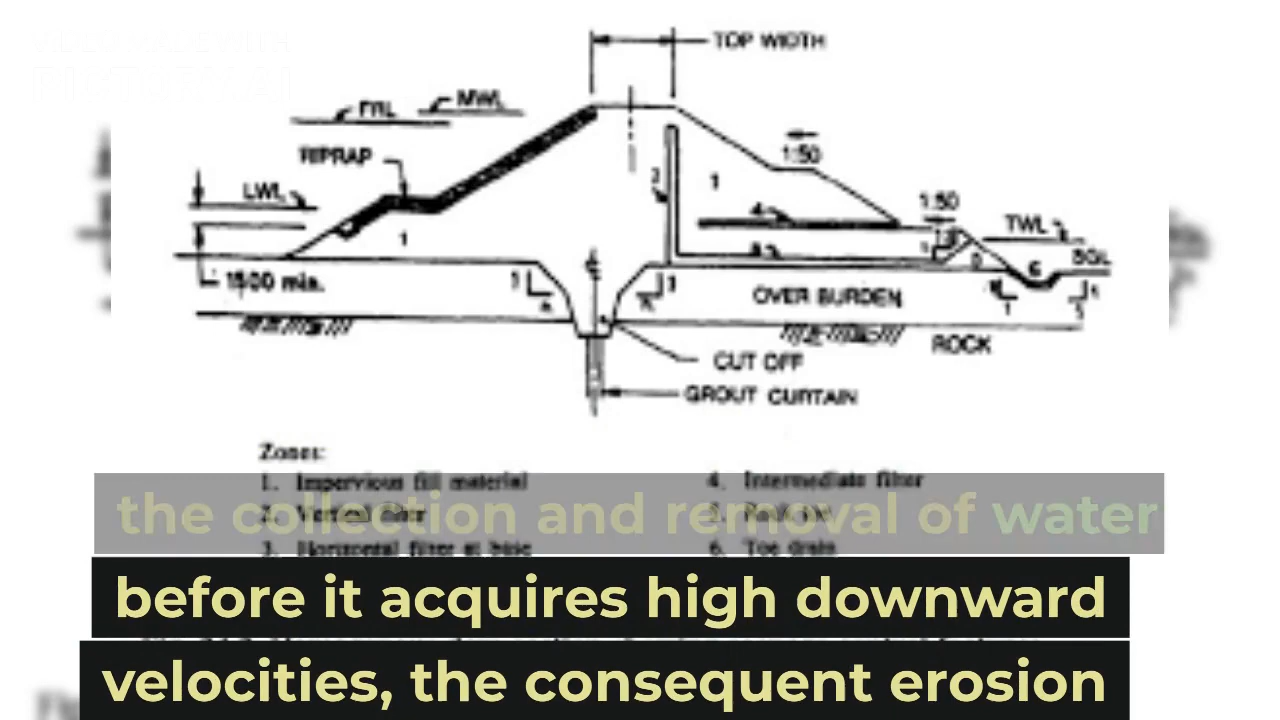 TOP WIDTH
FRL
MWL
RIPRAP
LWL
1:50
1:50
TWL
SGL
1500 min.
OVER BURDEN
ROCK
CUT OFF
GROUT CURTAIN
Zones:
1. Impervious fill material
4. Intermediate filter
the collection and removal of water
3. Horizontal filter at base
6. Toe drain
before it acquires high downward
velocities, the consequent erosion